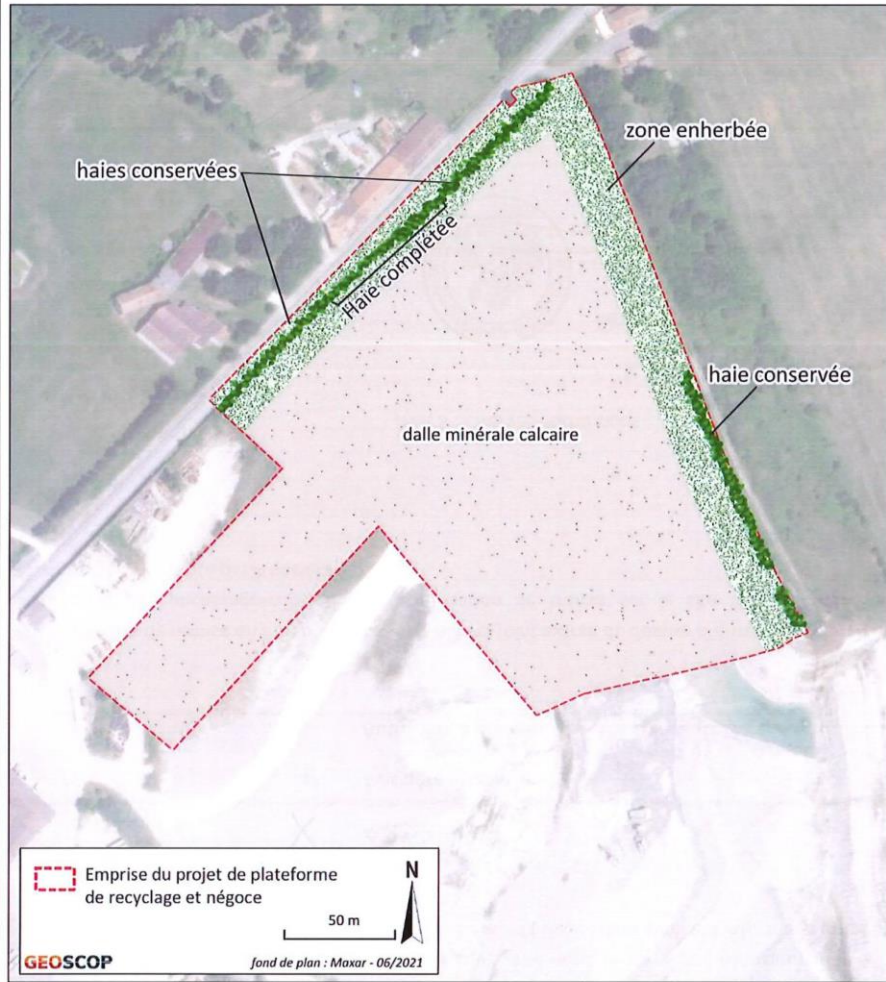 zone enherbée
haies conservées
Haie complétée
haie conservée
dalle minérale calcaire
Emprise du projet de plateforme
de recyclage et négoce
N
50 m
GEOSCOP
fond de plan : Maxar - 06/2021